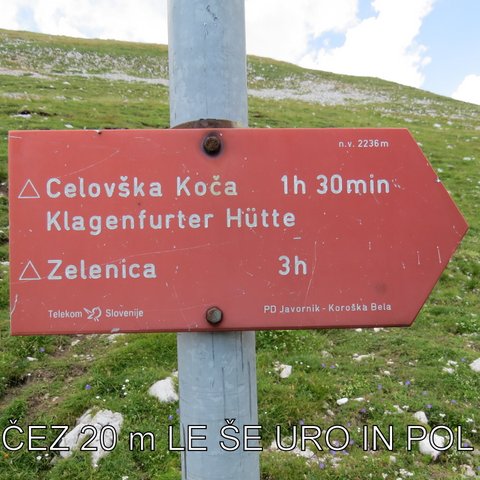 n.v. 2236m
△ Celovška Koča 1h 30min
Klagenfurter Hütte
△ Zelenica 3h
Telekom Slovenije PD Javornik - Koroška Bela
ČEZ 20 m LE ŠE URO IN POL